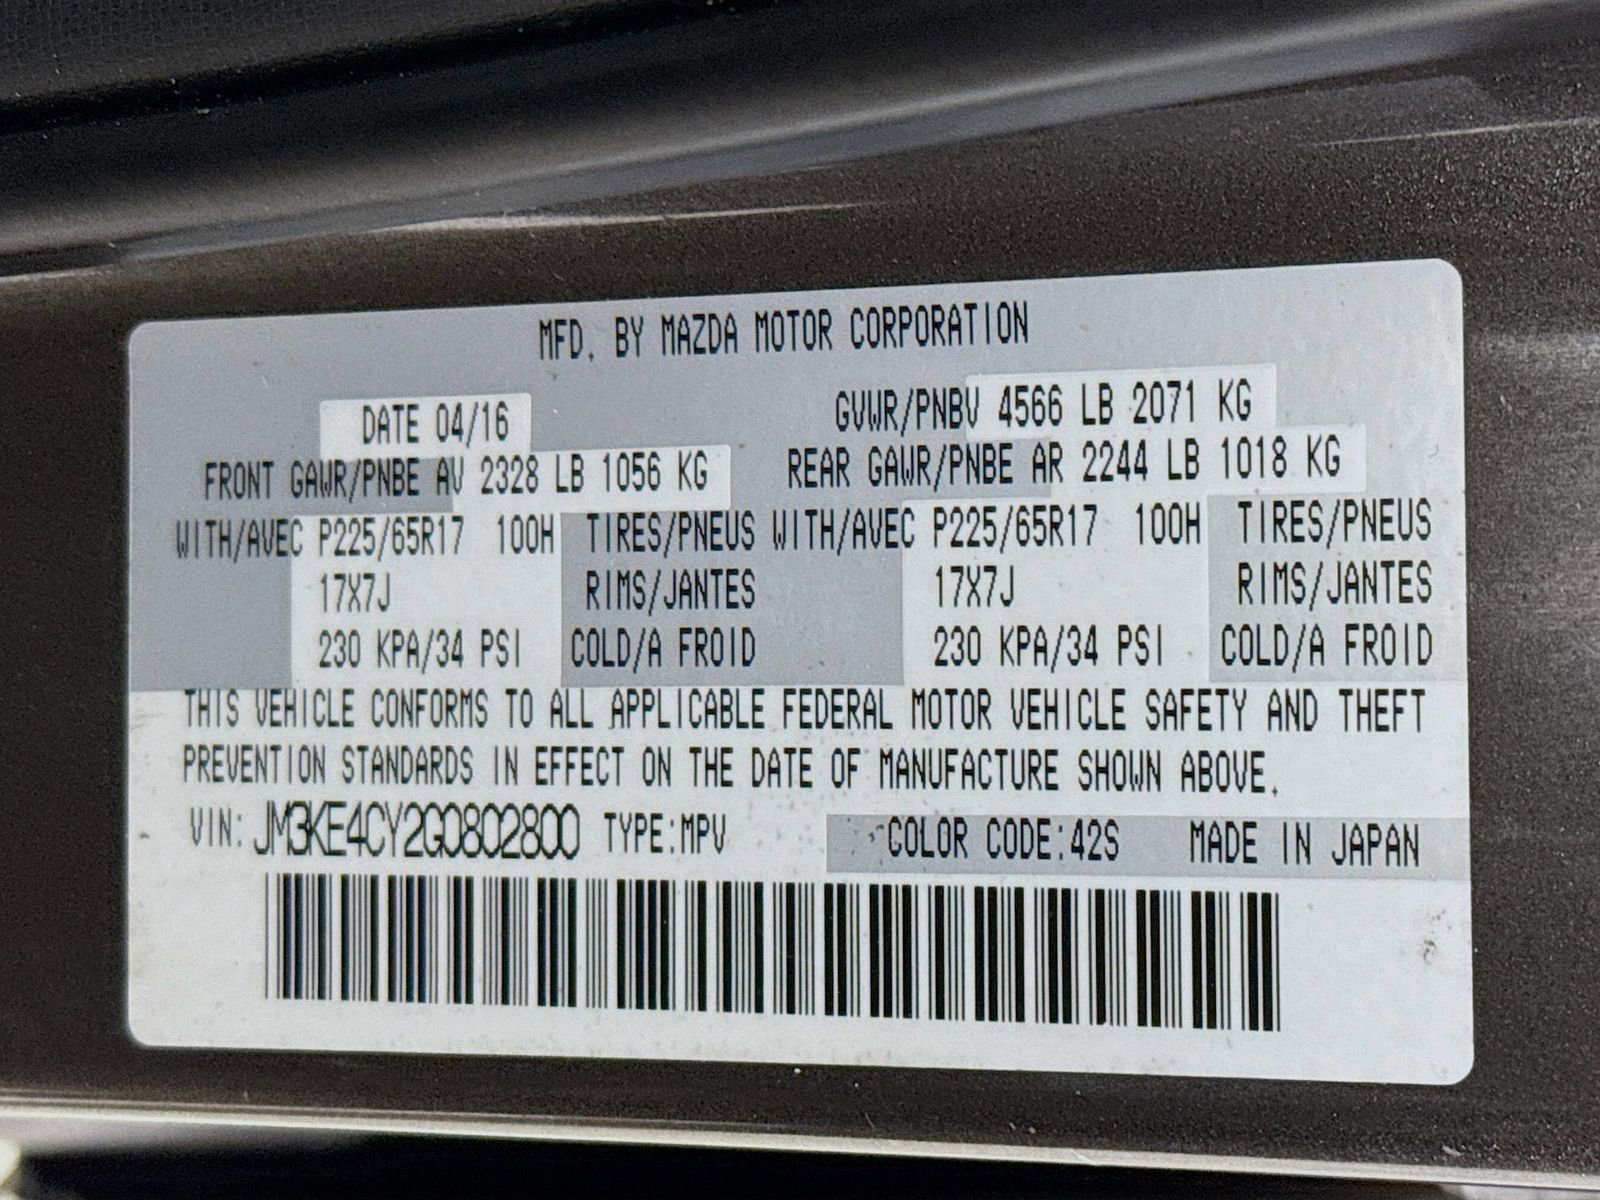 MFD. BY MAZDA MOTOR CORPORATION
DATE 04/16 GVWR/PNBV 4566 LB 2071 KG
FRONT GAWR/PNBE AV 2328 LB 1056 KG REAR GAWR/PNBE AR 2244 LB 1018 KG
WITH/AVEC P225/65R17 100H TIRES/PNEUS WITH/AVEC P225/65R17 100H TIRES/PNEUS
17X7J RIMS/JANTES 17X7J RIMS/JANTES
230 KPA/34 PSI COLD/A FROID 230 KPA/34 PSI COLD/A FROID
THIS VEHICLE CONFORMS TO ALL APPLICABLE FEDERAL MOTOR VEHICLE SAFETY AND THEFT
PREVENTION STANDARDS IN EFFECT ON THE DATE OF MANUFACTURE SHOWN ABOVE.
VIN: JM3KE4CY2G0802800 TYPE:MPV COLOR CODE:42S MADE IN JAPAN